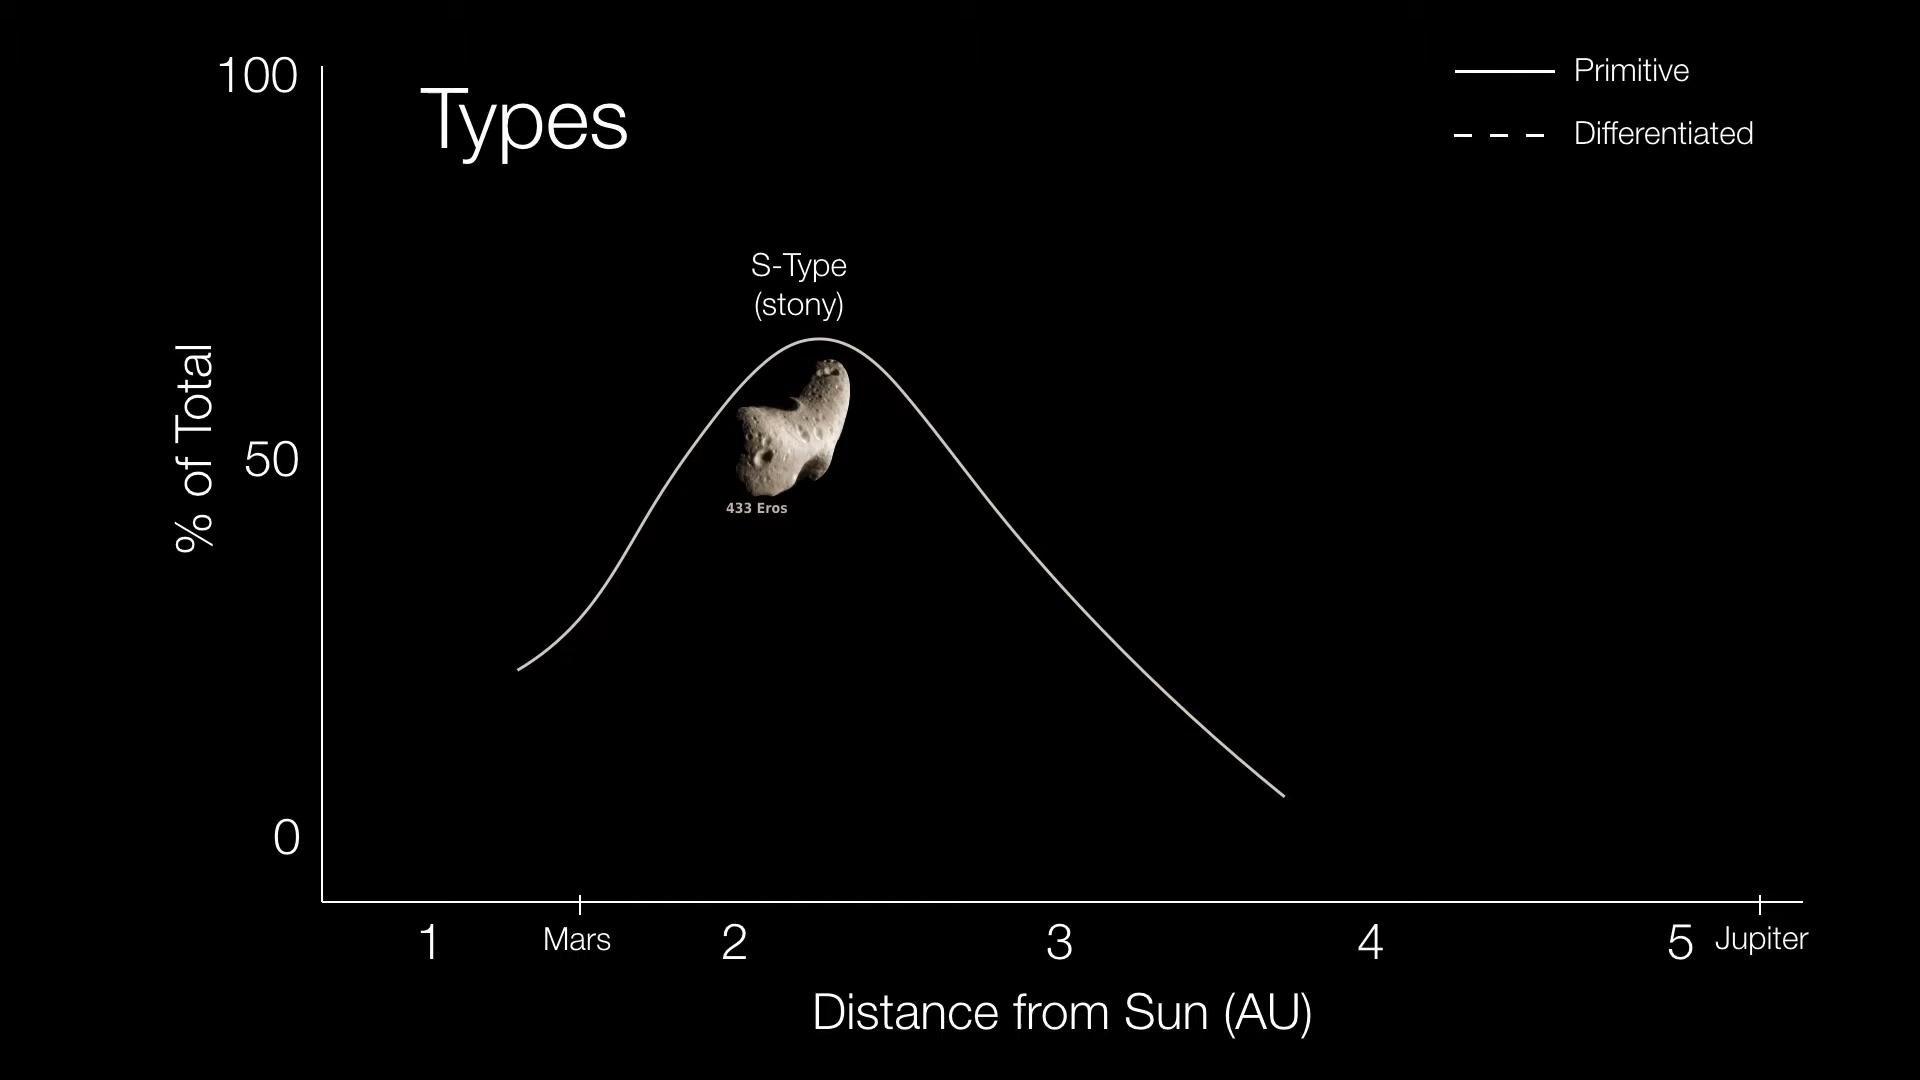 Types
Primitive
Differentiated
S-Type
(stony)
433 Eros
% of Total
100
50
0
1
Mars
2
3
4
5
Jupiter
Distance from Sun (AU)